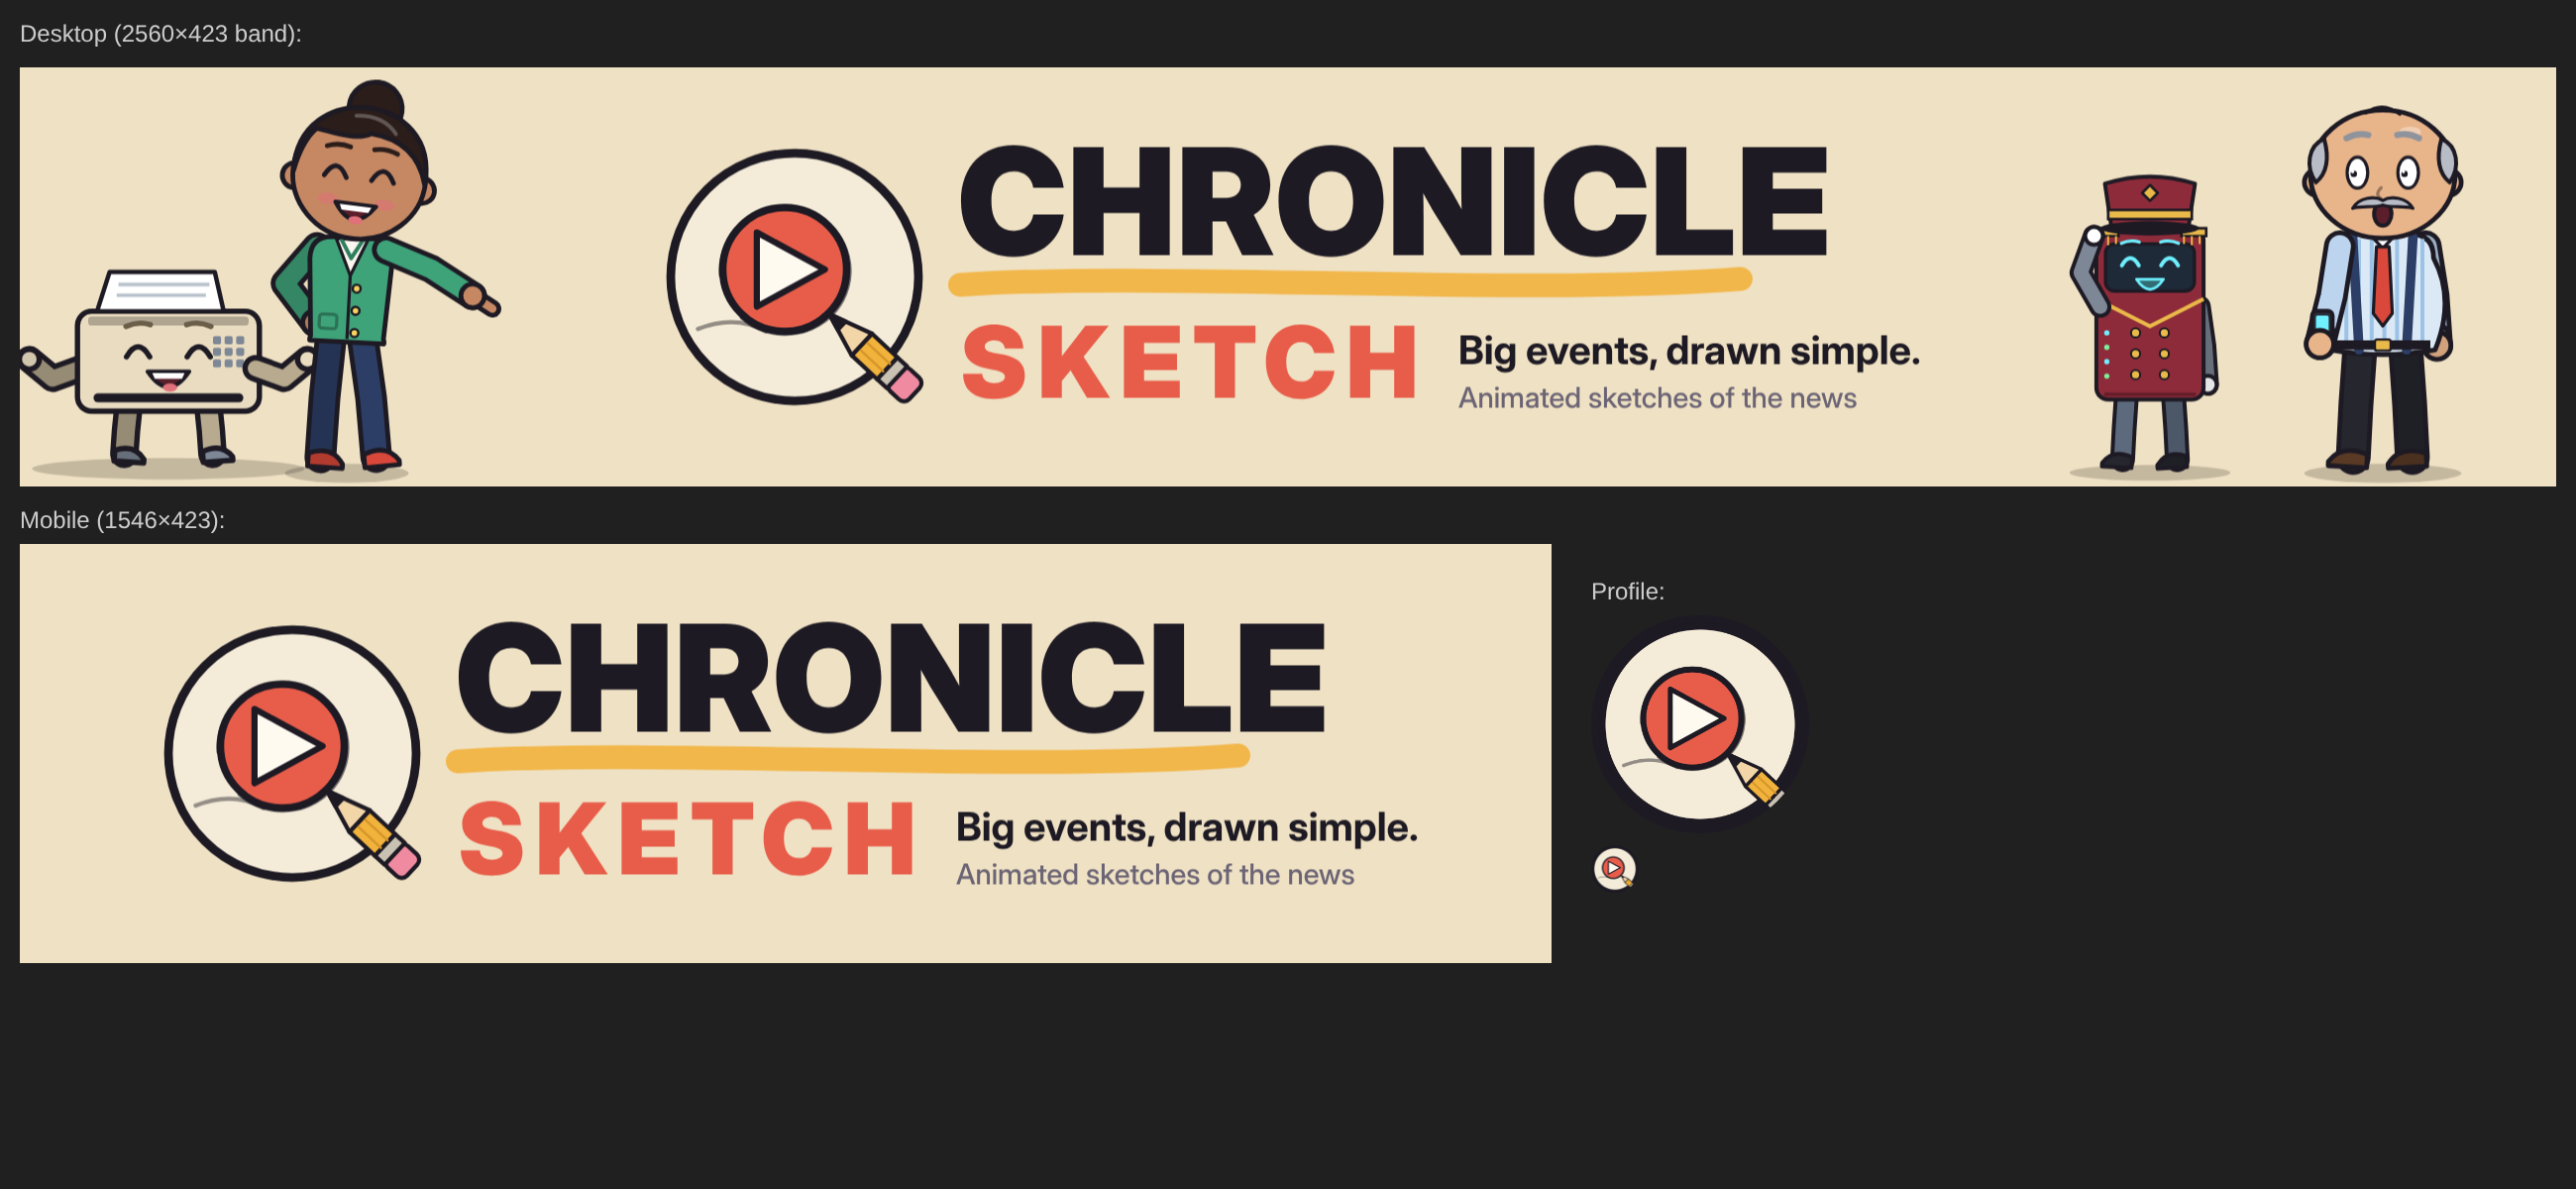 Desktop (2560×423 band):
CHRONICLE
SKETCH
Big events, drawn simple.
Animated sketches of the news
Mobile (1546×423):
CHRONICLE
SKETCH
Big events, drawn simple.
Animated sketches of the news
Profile: